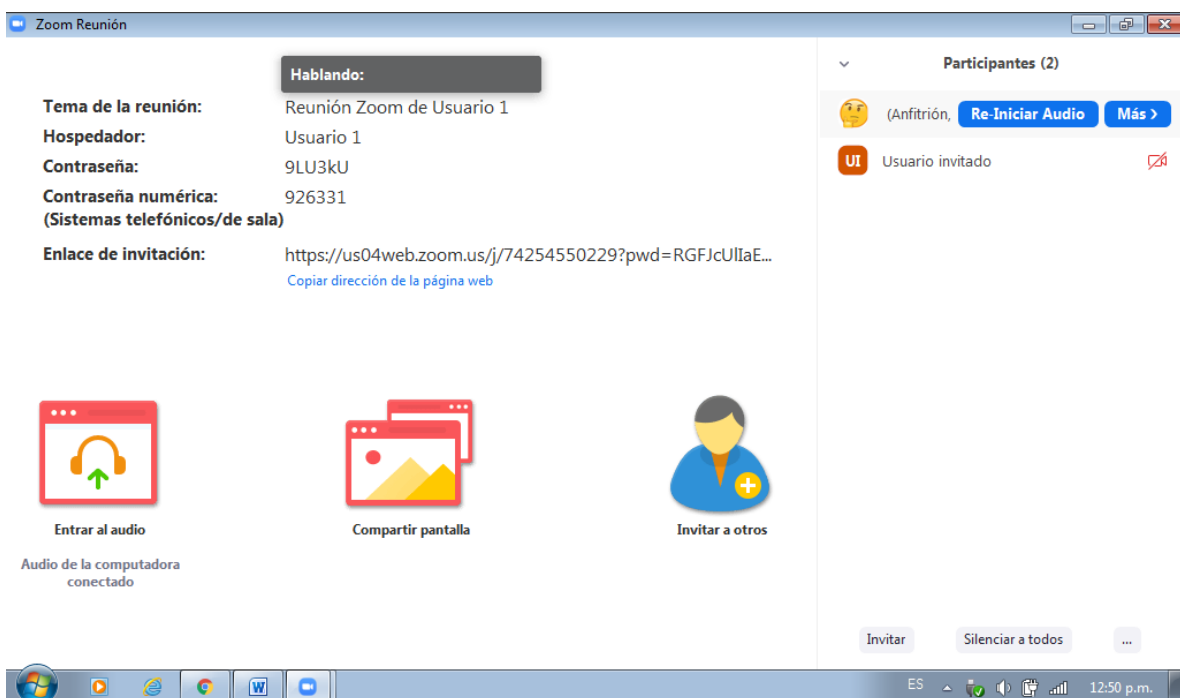 Zoom Reunión
Hablando:
Tema de la reunión:
Reunión Zoom de Usuario 1
Hospedador:
Usuario 1
Contraseña:
9LU3kU
Contraseña numérica:
926331
(Sistemas telefónicos/de sala)
Enlace de invitación:
https://us04web.zoom.us/j/74254550229?pwd=RGFJcUlIaE...
Copiar dirección de la página web
Entrar al audio
Audio de la computadora
conectado
Compartir pantalla
Invitar a otros
Participantes (2)
(Anfitrión,
Re-Iniciar Audio
Más >
UI
Usuario invitado
Invitar
Silenciar a todos
...
W
ES
12:50 p.m.